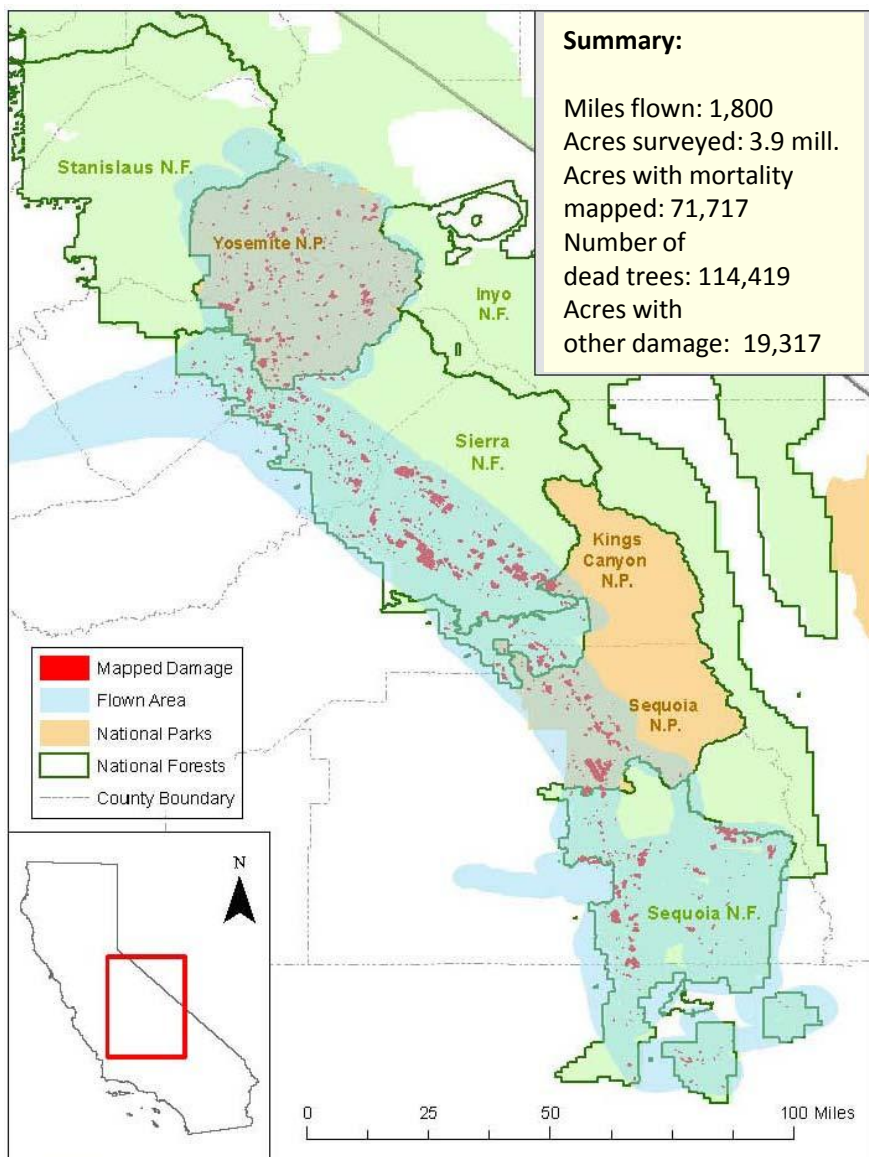 Summary:
Miles flown: 1,800
Acres surveyed: 3.9 mill.
Acres with mortality
mapped: 71,717
Number of
dead trees: 114,419
Acres with
other damage: 19,317
Stanislaus N.F.
Yosemite N.P.
Inyo
N.F.
Sierra
N.F.
Kings
Canyon
N.P.
Sequoia
N.P.
Sequoia N.F.
Mapped Damage
Flown Area
National Parks
National Forests
County Boundary
N
0 25 50 100 Miles